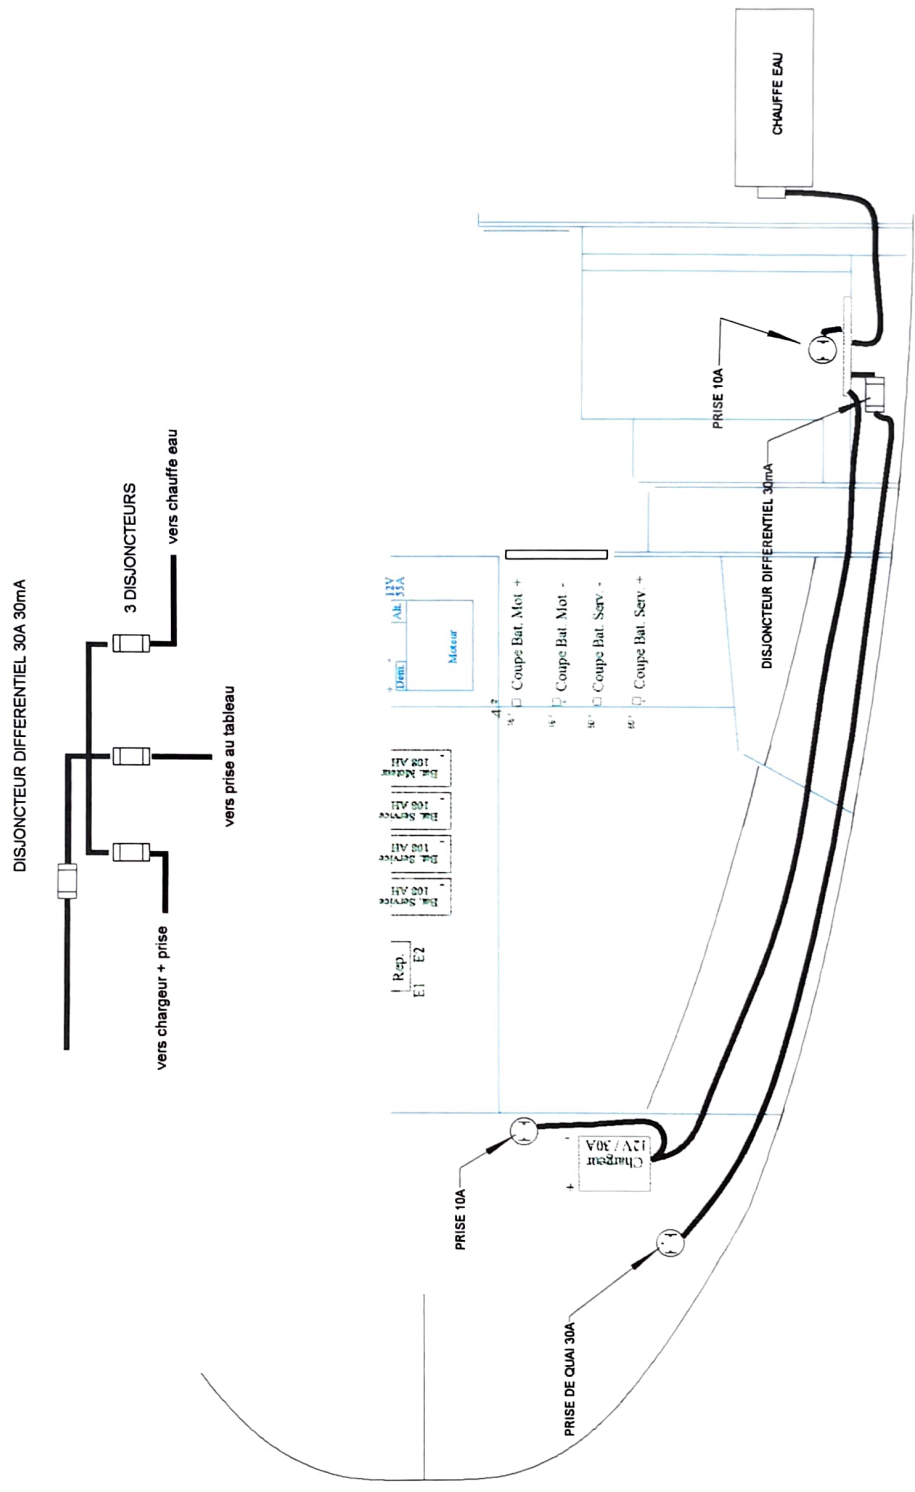 DISJONCTEUR DIFFERENTIEL 30A 30mA
3 DISJONCTEURS
vers chauffe eau
vers prise au tableau
vers chargeur + prise
CHAUFFE EAU
PRISE 10A
DISJONCTEUR DIFFERENTIEL 30mA
12V
55A
Alt.
Dem.
+
-
Moteur
Coupe Bat. Mot +
Coupe Bat. Mot -
Coupe Bat. Serv. -
Coupe Bat. Serv. +
Bat. Moteur
108 AH
Bat. Service
108 AH
Bat. Service
108 AH
Bat. Service
108 AH
Rep.
E1
E2
PRISE 10A
Chargeur
12V / 30A
-
+
PRISE DE QUAI 30A